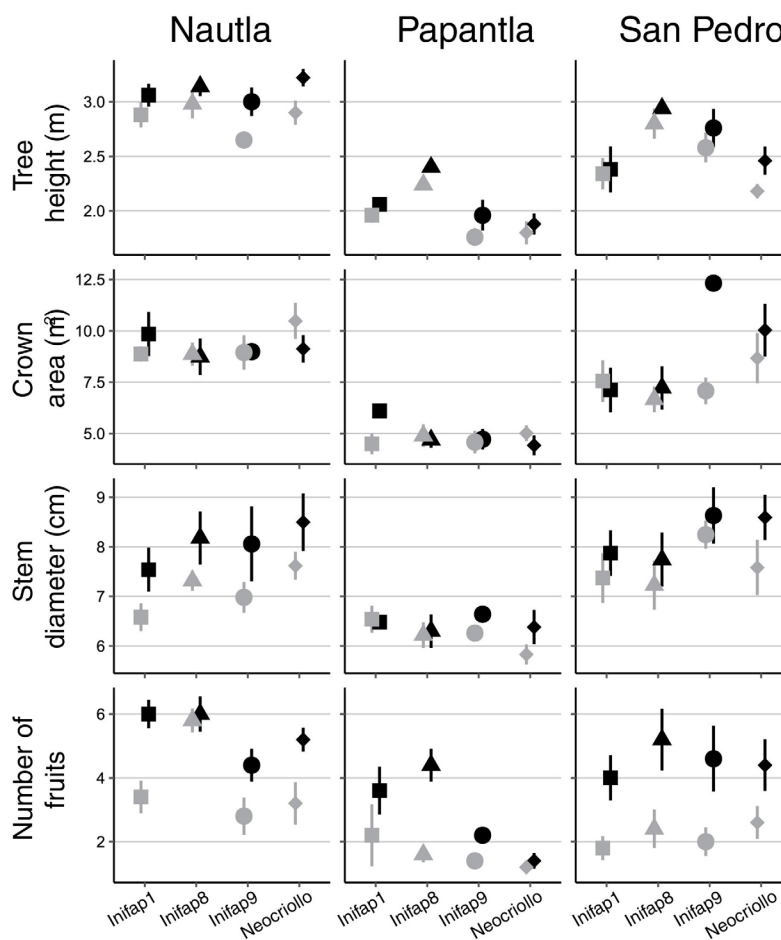 Nautla Papantla San Pedro
Tree
height (m)
3.0
2.5
2.0
Crown
area (m²)
12.5
10.0
7.5
5.0
Stem
diameter (cm)
9
8
7
6
Number of
fruits
6
4
2
Inifap1 Inifap8 Inifap9 Neocriollo Inifap1 Inifap8 Inifap9 Neocriollo Inifap1 Inifap8 Inifap9 Neocriollo